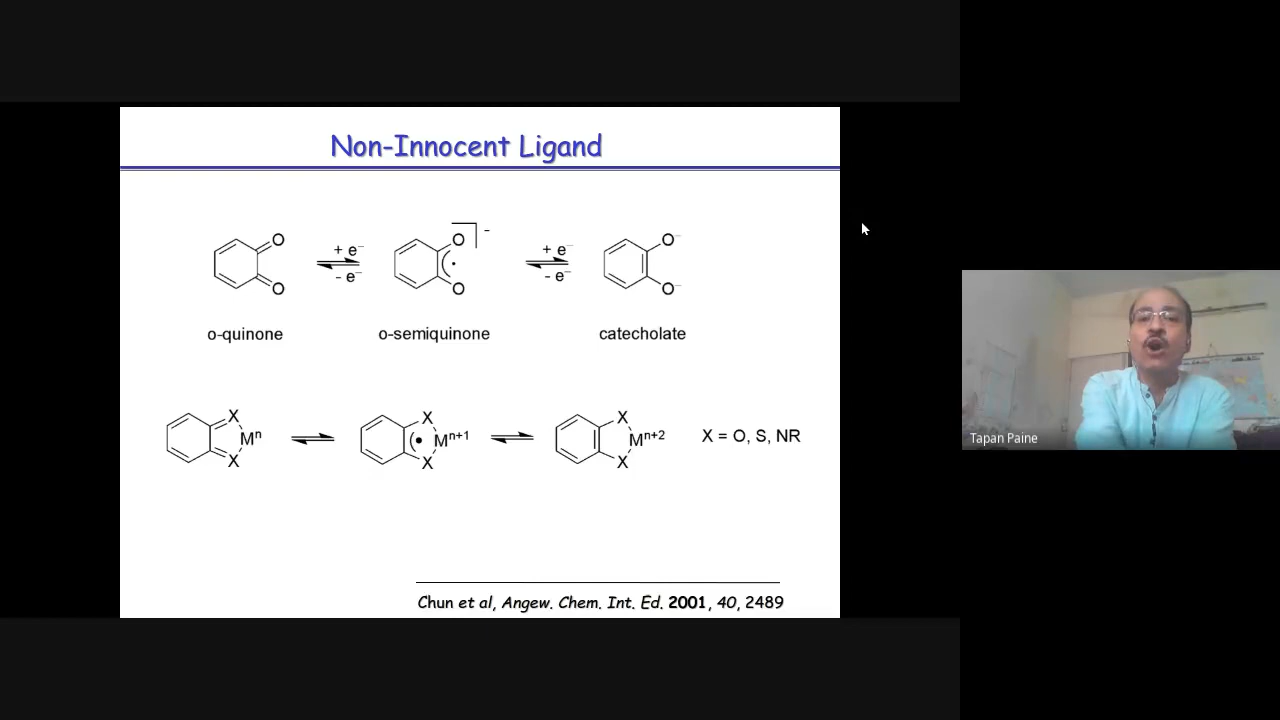 Non-Innocent Ligand
O
O
+ e⁻
- e⁻
O
O
-
+ e⁻
- e⁻
O⁻
O⁻
o-quinone
o-semiquinone
catecholate
X
X
Mⁿ
X
X
Mⁿ⁺¹
X
X
Mⁿ⁺²
X = O, S, NR
Tapan Paine
Chun et al, Angew. Chem. Int. Ed. 2001, 40, 2489